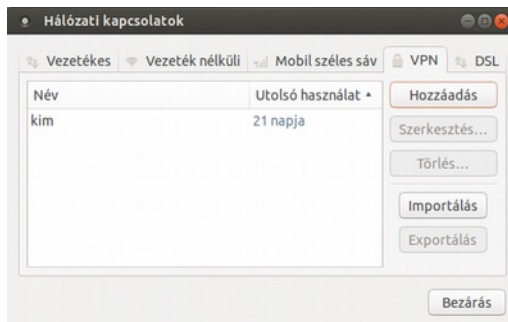 Hálózati kapcsolatok
Vezetékes Vezeték nélküli Mobil széles sáv VPN DSL
Név Utolsó használat Hozzáadás
kim 21 napja
Szerkesztés...
Törlés...
Importálás
Exportálás
Bezárás